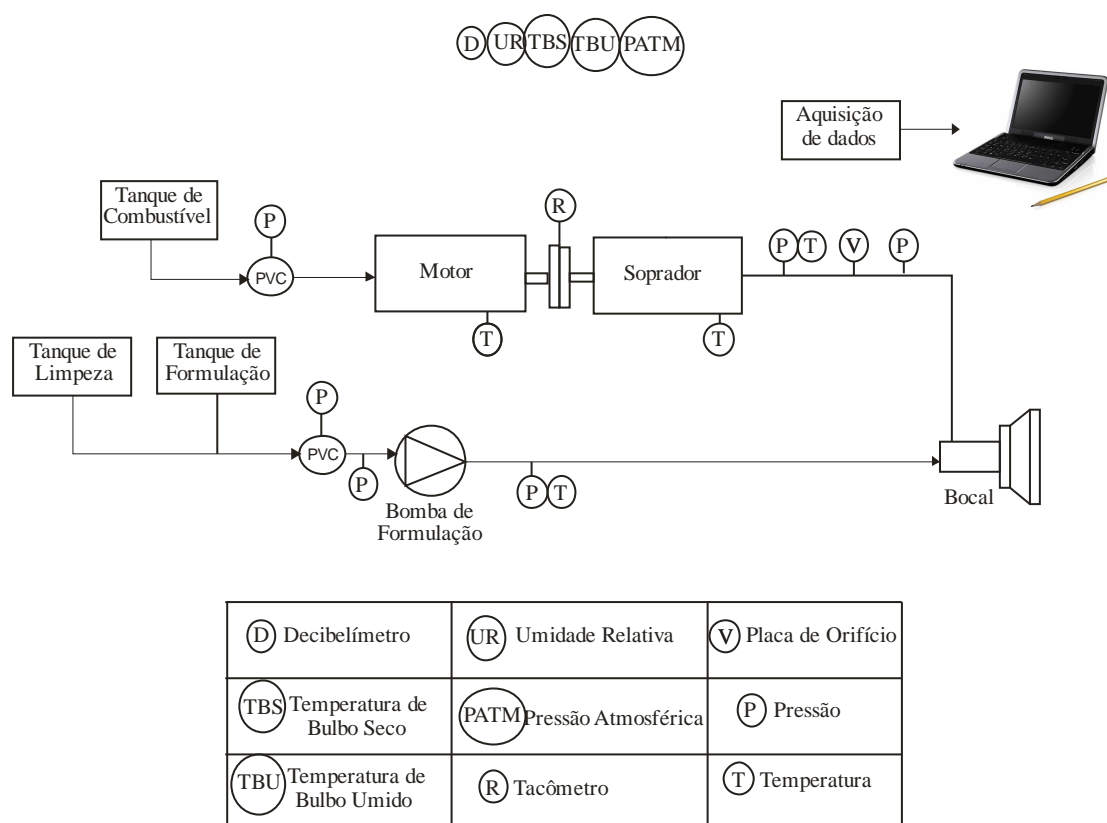 D UR TBS TBU PATM
Aquisição
de dados
Tanque de
Combustível
P
R
P T V P
PVC
Motor
Soprador
T
T
Tanque de
Limpeza
Tanque de
Formulação
P
PVC
P
P T
Bomba de
Formulação
Bocal
D Decibelímetro
UR Umidade Relativa
V Placa de Orifício
TBS Temperatura de
Bulbo Seco
PATM Pressão Atmosférica
P Pressão
TBU Temperatura de
Bulbo Umido
R Tacômetro
T Temperatura